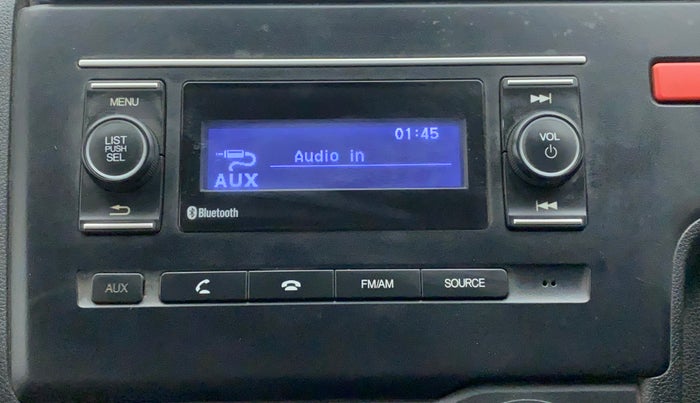 MENU
LIST
PUSH
SEL
01:45
Audio in
AUX
Bluetooth
VOL
AUX
FM/AM
SOURCE